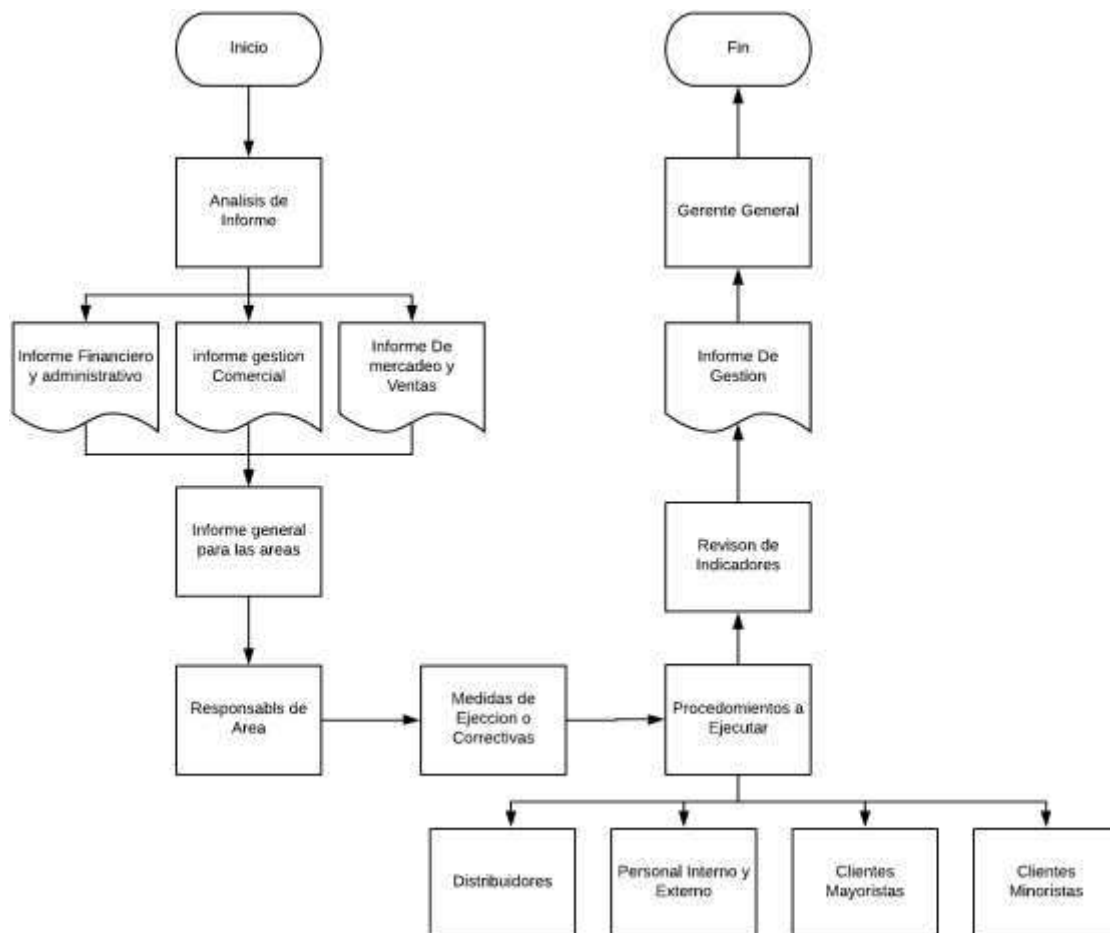 Inicio
Fin
Analisis de
Informe
Gerente General
Informe Financiero
y administrativo
informe gestion
Comercial
Informe De
mercadeo y
Ventas
Informe De
Gestion
Informe general
para las areas
Revison de
Indicadores
Responsabls de
Area
Medidas de
Ejeccion o
Correctivas
Procedomientos a
Ejecutar
Distribuidores
Personal Interno y
Externo
Clientes
Mayoristas
Clientes
Minoristas